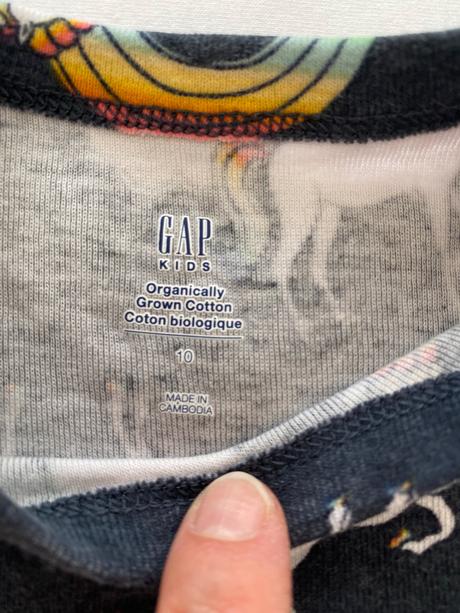 GAP
KIDS
Organically
Grown Cotton
Coton biologique
10
MADE IN
CAMBODIA